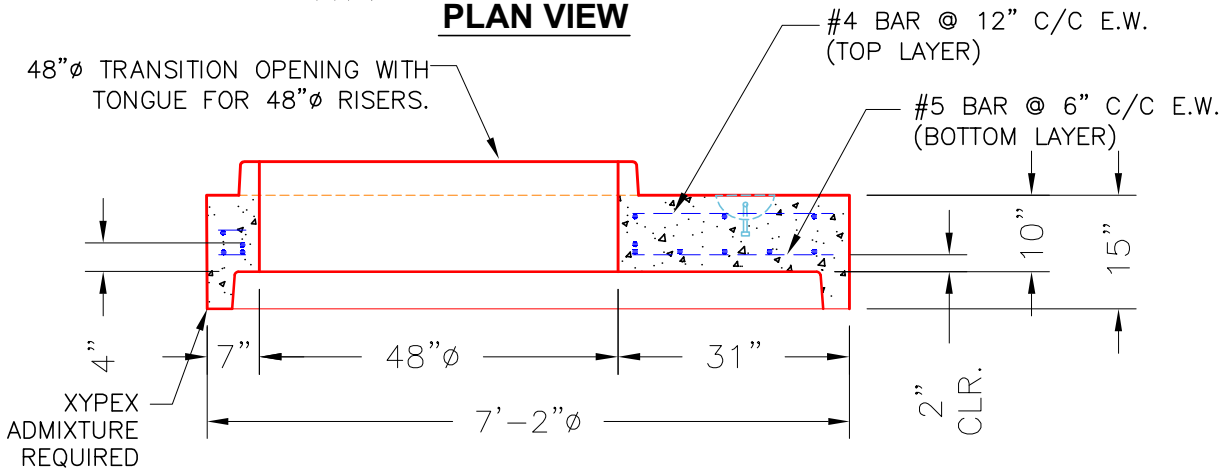 PLAN VIEW
#4 BAR @ 12" C/C E.W.
(TOP LAYER)
48"ø TRANSITION OPENING WITH
TONGUE FOR 48"ø RISERS.
#5 BAR @ 6" C/C E.W.
(BOTTOM LAYER)
10"
15"
4"
7"
48"ø
31"
2"
CLR.
7'-2"ø
XYPEX
ADMIXTURE
REQUIRED